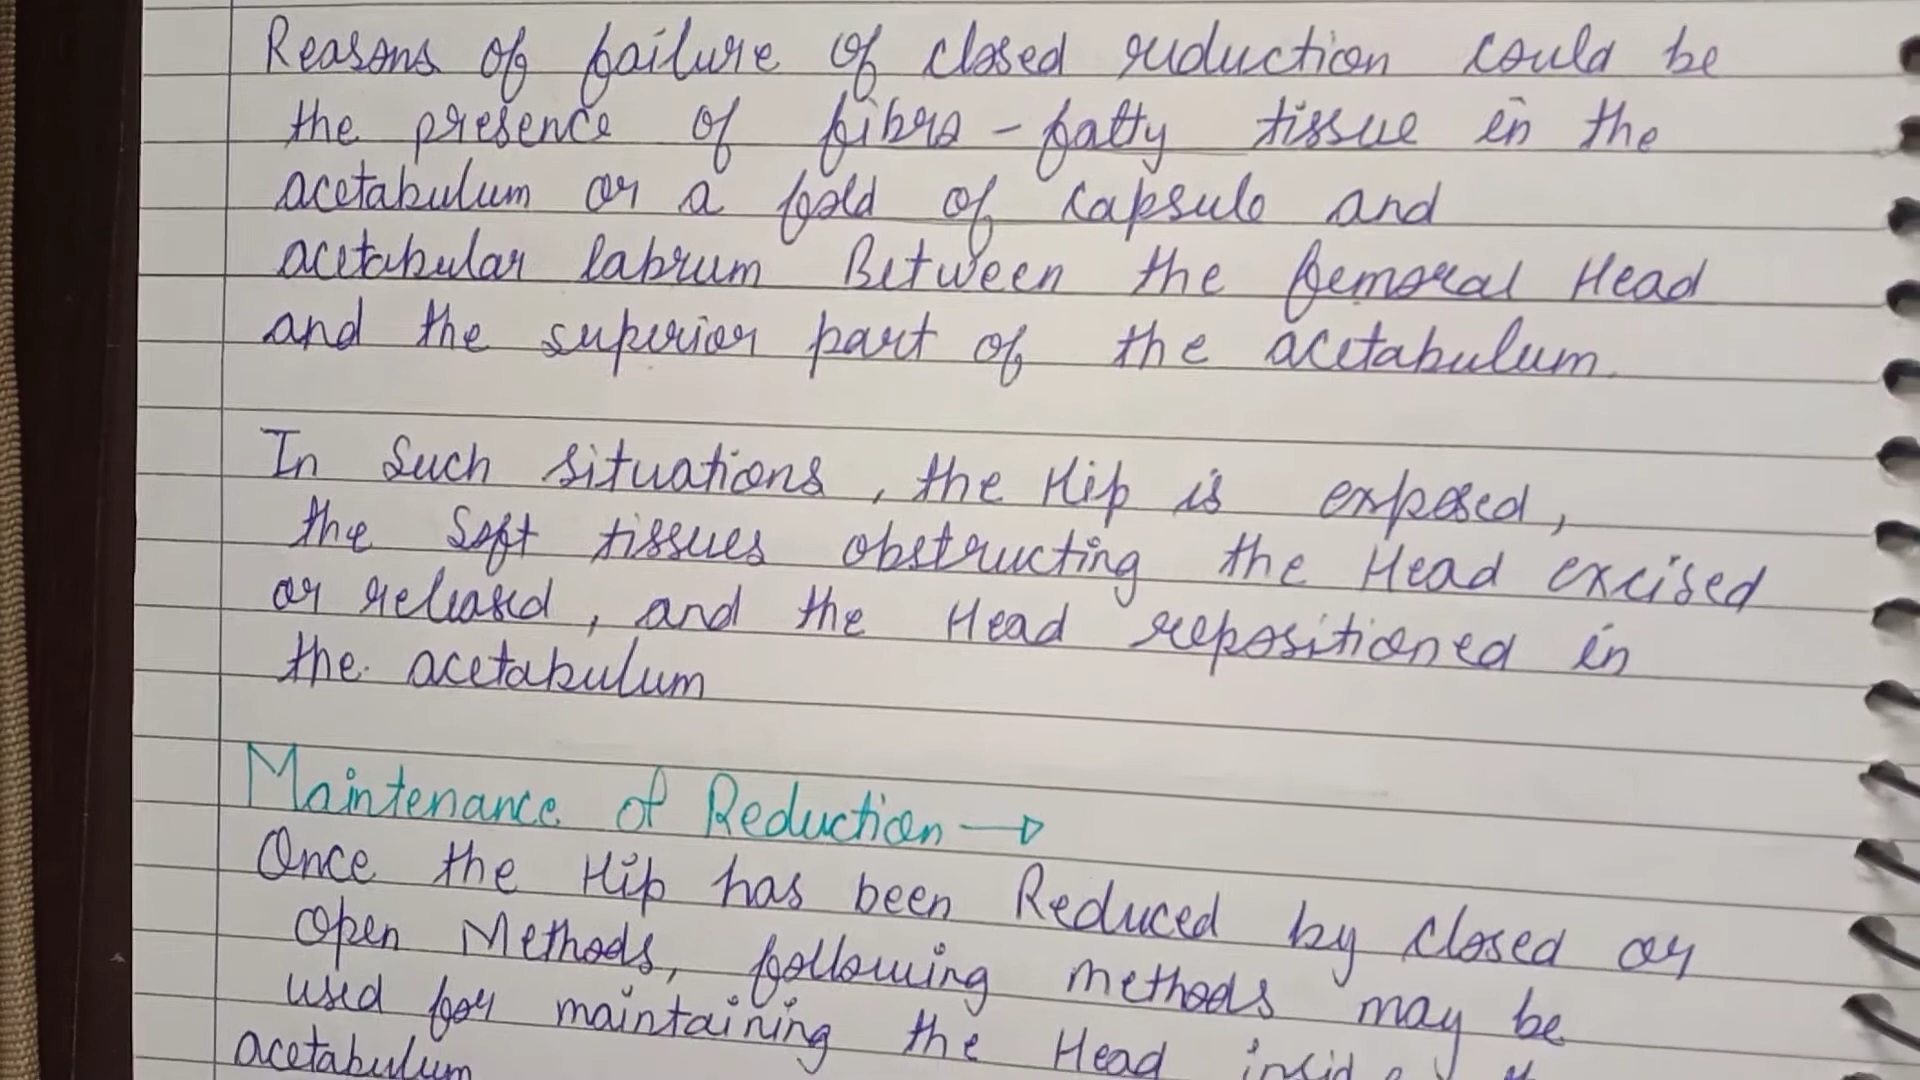 Reasons of failure of closed reduction could be
the presence of fibro - fatty tissue in the
acetabulum or a fold of capsule and
acetabular labrum Between the femoral Head
and the superior part of the acetabulum.
In Such situations, the Hip is exposed,
the Soft tissues obstructing the Head excised
or released, and the Head repositioned in
the acetabulum
Maintenance of Reduction →
Once the Hip has been Reduced by closed or
open Methods, following methods may be
used for maintaining the Head inside
acetabulum